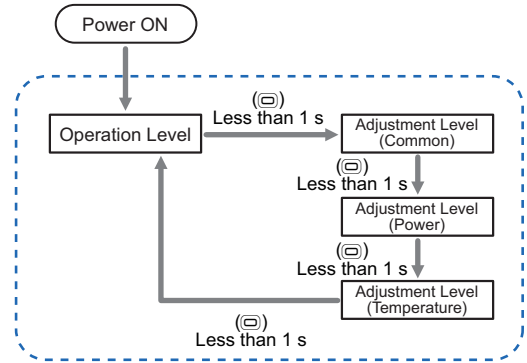 Power ON
Operation Level
()
Less than 1 s
Adjustment Level
(Common)
()
Less than 1 s
Adjustment Level
(Power)
()
Less than 1 s
Adjustment Level
(Temperature)
()
Less than 1 s